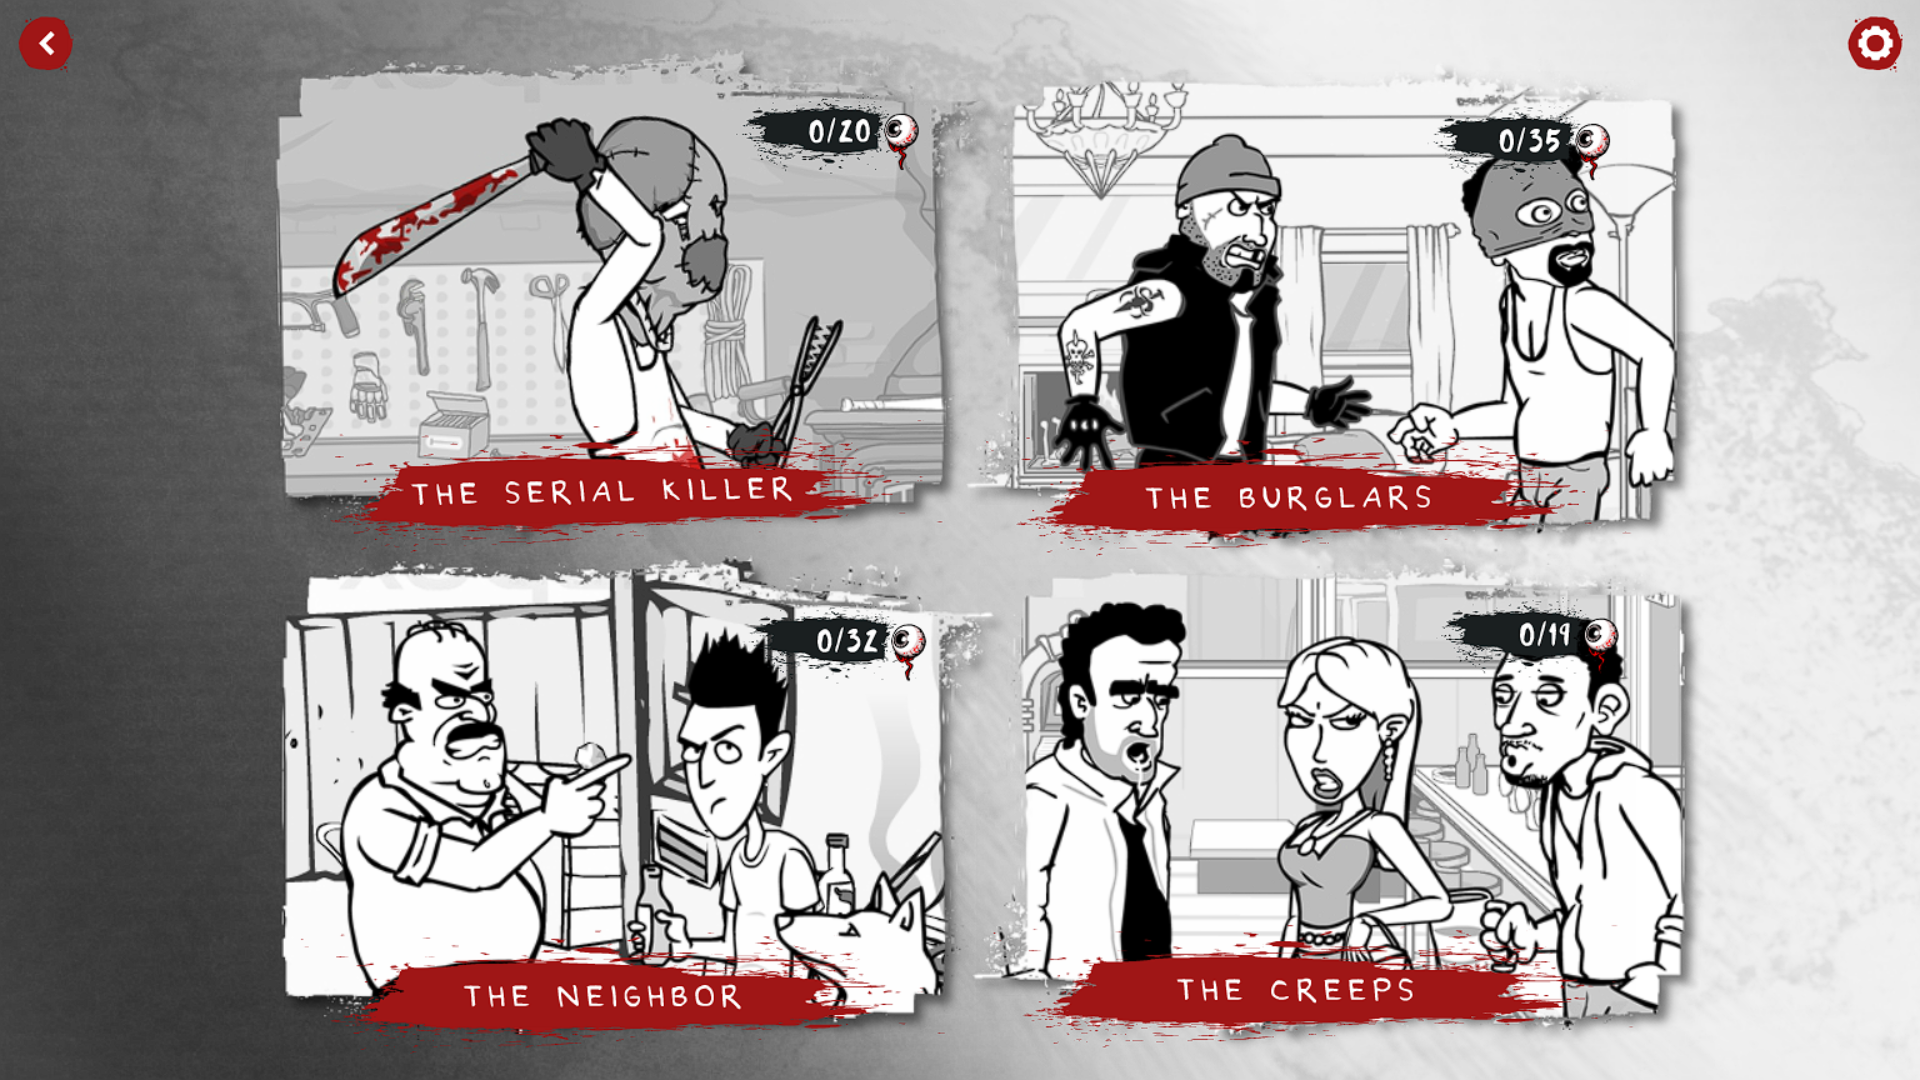 0/20
THE SERIAL KILLER
0/35
THE BURGLARS
0/32
THE NEIGHBOR
0/19
THE CREEPS